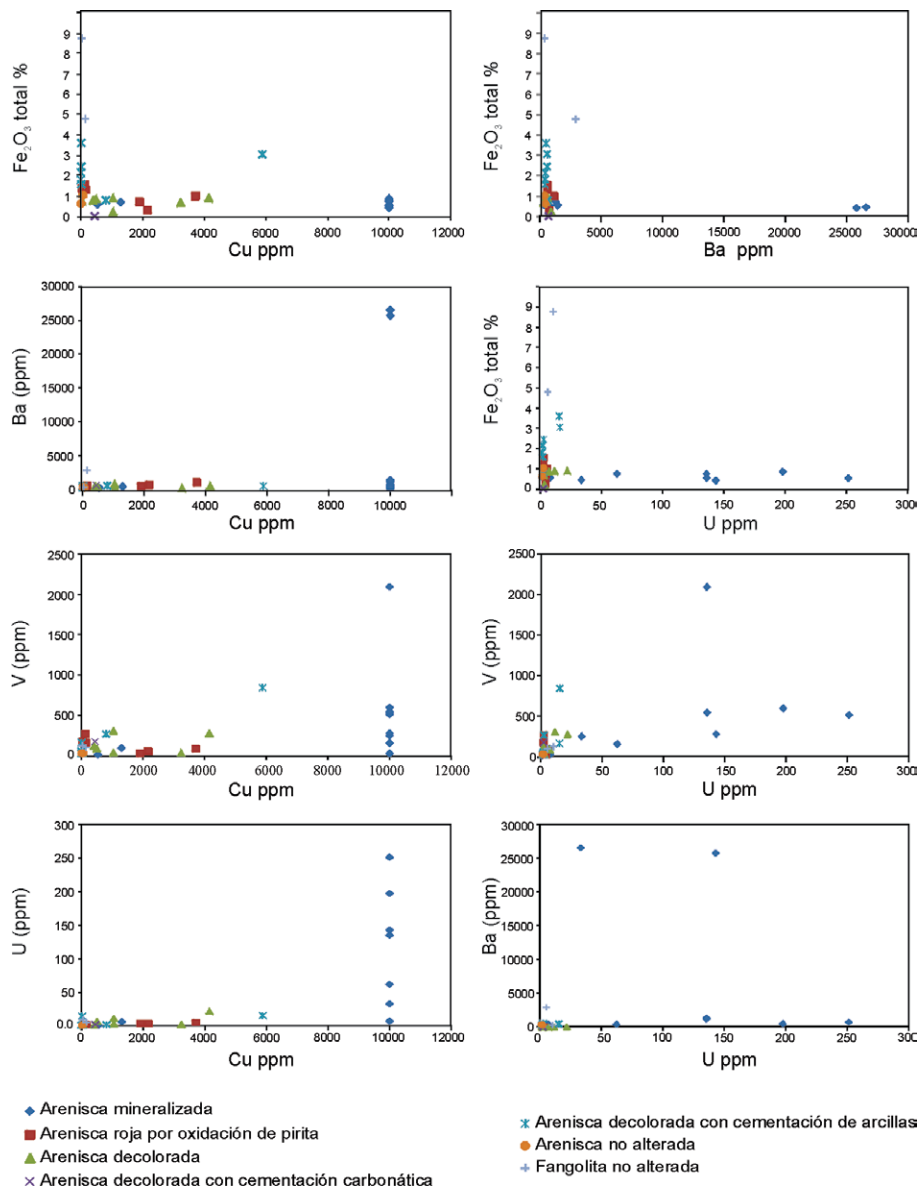 Fe₂O₃ total %
9
8
7
6
5
4
3
2
1
0
0 2000 4000 6000 8000 10000 12000
Cu ppm
Fe₂O₃ total %
9
8
7
6
5
4
3
2
1
0
0 5000 10000 15000 20000 25000 30000
Ba ppm
Ba (ppm)
30000
25000
20000
15000
10000
5000
0
0 2000 4000 6000 8000 10000
Cu ppm
Fe₂O₃ total %
9
8
7
6
5
4
3
2
1
0
0 50 100 150 200 250 300
U ppm
V (ppm)
2500
2000
1500
1000
500
0
0 2000 4000 6000 8000 10000 12000
Cu ppm
V (ppm)
2500
2000
1500
1000
500
0
0 50 100 150 200 250 300
U ppm
U (ppm)
300
250
200
150
100
50
0.0
0 2000 4000 6000 8000 10000 12000
Cu ppm
Ba (ppm)
30000
25000
20000
15000
10000
5000
0
0 50 100 150 200 250 300
U ppm
Arenisca mineralizada
Arenisca roja por oxidación de pirita
Arenisca decolorada
Arenisca decolorada con cementación carbonática
Arenisca decolorada con cementación de arcillas
Arenisca no alterada
Fangolita no alterada